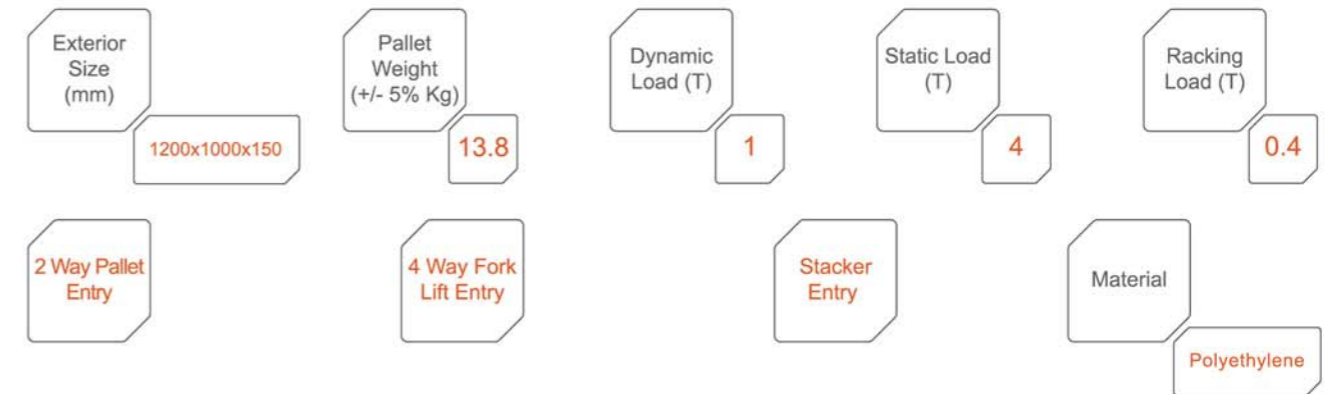 Exterior
Size
(mm)
1200x1000x150
Pallet
Weight
(+/- 5% Kg)
13.8
Dynamic
Load (T)
1
Static Load
(T)
4
Racking
Load (T)
0.4
2 Way Pallet
Entry
4 Way Fork
Lift Entry
Stacker
Entry
Material
Polyethylene